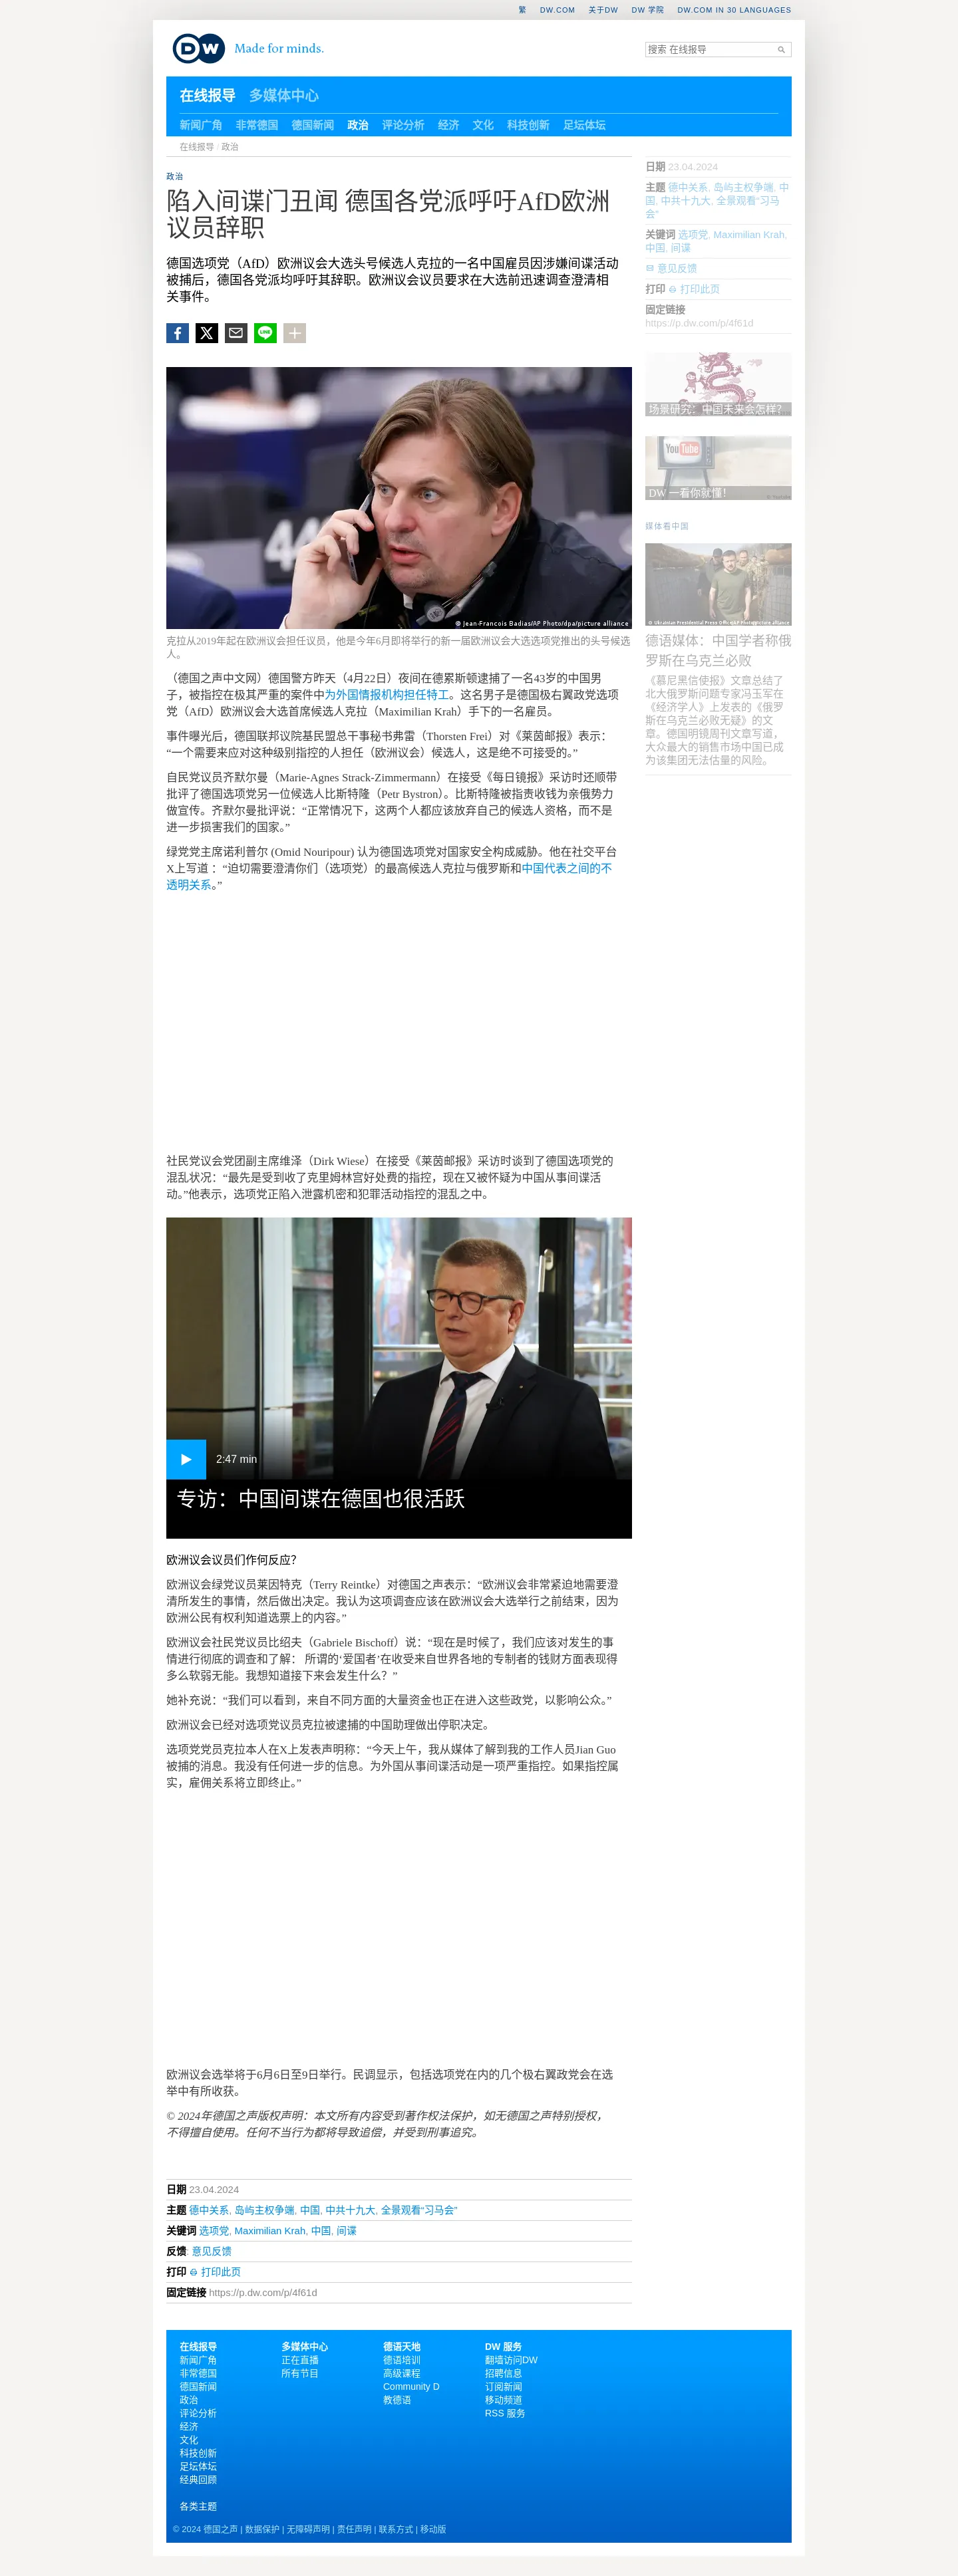 繁 DW.COM 关于DW DW 学院 DW.COM IN 30 LANGUAGES
DW Made for minds.
搜索 在线报导
在线报导 多媒体中心
新闻广角 非常德国 德国新闻 政治 评论分析 经济 文化 科技创新 足坛体坛
在线报导 / 政治
政治
陷入间谍门丑闻 德国各党派呼吁AfD欧洲
议员辞职
德国选项党（AfD）欧洲议会大选头号候选人克拉的一名中国雇员因涉嫌间谍活动
被捕后，德国各党派均呼吁其辞职。欧洲议会议员要求在大选前迅速调查澄清相
关事件。
LINE
© Jean-Francois Badias/AP Photo/dpa/picture alliance
克拉从2019年起在欧洲议会担任议员，他是今年6月即将举行的新一届欧洲议会大选选项党推出的头号候选
人。
（德国之声中文网）德国警方昨天（4月22日）夜间在德累斯顿逮捕了一名43岁的中国男
子，被指控在极其严重的案件中为外国情报机构担任特工。这名男子是德国极右翼政党选项
党（AfD）欧洲议会大选首席候选人克拉（Maximilian Krah）手下的一名雇员。
事件曝光后，德国联邦议院基民盟总干事秘书弗雷（Thorsten Frei）对《莱茵邮报》表示：
“一个需要来应对这种级别指控的人担任（欧洲议会）候选人，这是绝不可接受的。”
自民党议员齐默尔曼（Marie-Agnes Strack-Zimmermann）在接受《每日镜报》采访时还顺带
批评了德国选项党另一位候选人比斯特隆（Petr Bystron）。比斯特隆被指责收钱为亲俄势力
做宣传。齐默尔曼批评说：“正常情况下，这两个人都应该放弃自己的候选人资格，而不是
进一步损害我们的国家。”
绿党党主席诺利普尔 (Omid Nouripour) 认为德国选项党对国家安全构成威胁。他在社交平台
X上写道 ：“迫切需要澄清你们（选项党）的最高候选人克拉与俄罗斯和中国代表之间的不
透明关系。”
社民党议会党团副主席维泽（Dirk Wiese）在接受《莱茵邮报》采访时谈到了德国选项党的
混乱状况：“最先是受到收了克里姆林宫好处费的指控，现在又被怀疑为中国从事间谍活
动。”他表示，选项党正陷入泄露机密和犯罪活动指控的混乱之中。
2:47 min
专访：中国间谍在德国也很活跃
欧洲议会议员们作何反应？
欧洲议会绿党议员莱因特克（Terry Reintke）对德国之声表示：“欧洲议会非常紧迫地需要澄
清所发生的事情，然后做出决定。我认为这项调查应该在欧洲议会大选举行之前结束，因为
欧洲公民有权利知道选票上的内容。”
欧洲议会社民党议员比绍夫（Gabriele Bischoff）说：“现在是时候了，我们应该对发生的事
情进行彻底的调查和了解： 所谓的‘爱国者’在收受来自世界各地的专制者的钱财方面表现得
多么软弱无能。我想知道接下来会发生什么？”
她补充说：“我们可以看到，来自不同方面的大量资金也正在进入这些政党，以影响公众。”
欧洲议会已经对选项党议员克拉被逮捕的中国助理做出停职决定。
选项党党员克拉本人在X上发表声明称：“今天上午，我从媒体了解到我的工作人员Jian Guo
被捕的消息。我没有任何进一步的信息。为外国从事间谍活动是一项严重指控。如果指控属
实，雇佣关系将立即终止。”
欧洲议会选举将于6月6日至9日举行。民调显示，包括选项党在内的几个极右翼政党会在选
举中有所收获。
© 2024年德国之声版权声明：本文所有内容受到著作权法保护，如无德国之声特别授权，
不得擅自使用。任何不当行为都将导致追偿，并受到刑事追究。
日期 23.04.2024
主题 德中关系, 岛屿主权争端, 中国, 中共十九大, 全景观看“习马会”
关键词 选项党, Maximilian Krah, 中国, 间谍
反馈: 意见反馈
打印 打印此页
固定链接 https://p.dw.com/p/4f61d
日期 23.04.2024
主题 德中关系, 岛屿主权争端, 中
国, 中共十九大, 全景观看“习马
会”
关键词 选项党, Maximilian Krah,
中国, 间谍
意见反馈
打印 打印此页
固定链接
https://p.dw.com/p/4f61d
场景研究：中国未来会怎样？
YouTube
DW 一看你就懂！
媒体看中国
德语媒体：中国学者称俄
罗斯在乌克兰必败
《慕尼黑信使报》文章总结了
北大俄罗斯问题专家冯玉军在
《经济学人》上发表的《俄罗
斯在乌克兰必败无疑》的文
章。德国明镜周刊文章写道，
大众最大的销售市场中国已成
为该集团无法估量的风险。
在线报导
新闻广角
非常德国
德国新闻
政治
评论分析
经济
文化
科技创新
足坛体坛
经典回顾
各类主题
多媒体中心
正在直播
所有节目
德语天地
德语培训
高级课程
Community D
教德语
DW 服务
翻墙访问DW
招聘信息
订阅新闻
移动频道
RSS 服务
© 2024 德国之声 | 数据保护 | 无障碍声明 | 责任声明 | 联系方式 | 移动版